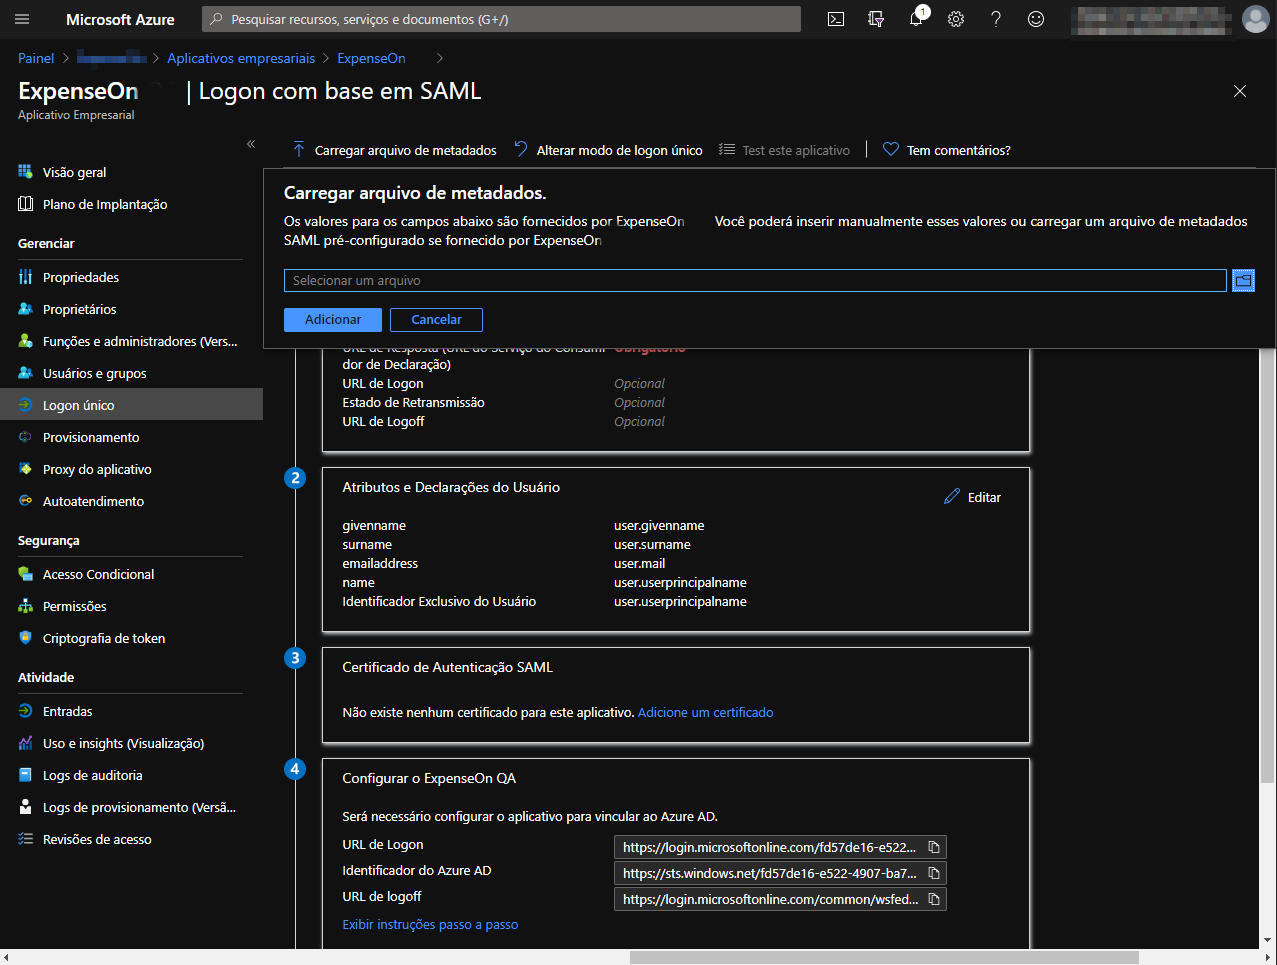 Microsoft Azure
Pesquisar recursos, serviços e documentos (G+/)
1
Painel > > Aplicativos empresariais > ExpenseOn >
ExpenseOn | Logon com base em SAML
Aplicativo Empresarial
«
Visão geral
Plano de Implantação
Gerenciar
Propriedades
Proprietários
Funções e administradores (Vers...
Usuários e grupos
Logon único
Provisionamento
Proxy do aplicativo
Autoatendimento
Segurança
Acesso Condicional
Permissões
Criptografia de token
Atividade
Entradas
Uso e insights (Visualização)
Logs de auditoria
Logs de provisionamento (Versã...
Revisões de acesso
Carregar arquivo de metadados
Alterar modo de logon único
Test este aplicativo
Tem comentários?
Carregar arquivo de metadados.
Os valores para os campos abaixo são fornecidos por ExpenseOn Você poderá inserir manualmente esses valores ou carregar um arquivo de metadados
SAML pré-configurado se fornecido por ExpenseOn
Selecionar um arquivo
Adicionar
Cancelar
URL de Resposta (URL do Serviço do Consumi Obrigatório
dor de Declaração)
URL de Logon Opcional
Estado de Retransmissão Opcional
URL de Logoff Opcional
2
Atributos e Declarações do Usuário
Editar
givenname user.givenname
surname user.surname
emailaddress user.mail
name user.userprincipalname
Identificador Exclusivo do Usuário user.userprincipalname
3
Certificado de Autenticação SAML
Não existe nenhum certificado para este aplicativo. Adicione um certificado
4
Configurar o ExpenseOn QA
Será necessário configurar o aplicativo para vincular ao Azure AD.
URL de Logon https://login.microsoftonline.com/fd57de16-e522...
Identificador do Azure AD https://sts.windows.net/fd57de16-e522-4907-ba7...
URL de logoff https://login.microsoftonline.com/common/wsfed...
Exibir instruções passo a passo